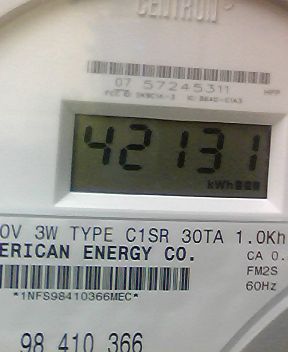 CENTRON®
07 57245311
HPP
42131
kWh
0V 3W TYPE C1SR 30TA 1.0Kh
ERICAN ENERGY CO.
CA 0.
FM2S
*1NFS98410366MEC*
60Hz
98 410 366